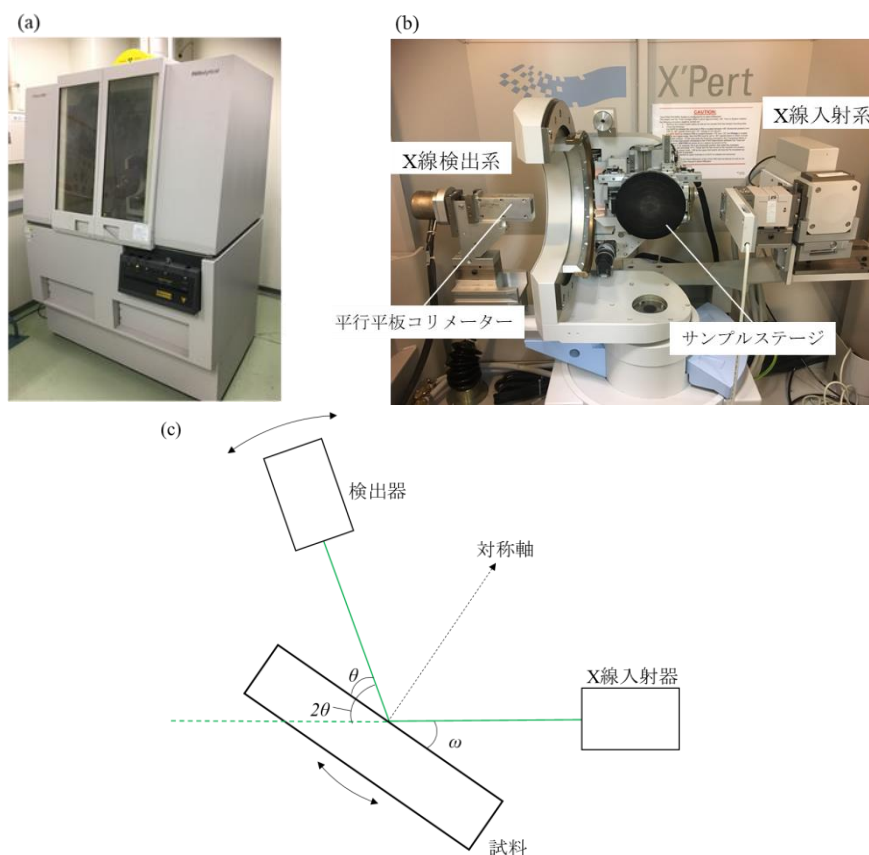 (a)
PANalytical
(b)
X'Pert
CAUTION
X線入射系
X線検出系
平行平板コリメーター
サンプルステージ
(c)
検出器
対称軸
X線入射器
θ
2θ
ω
試料